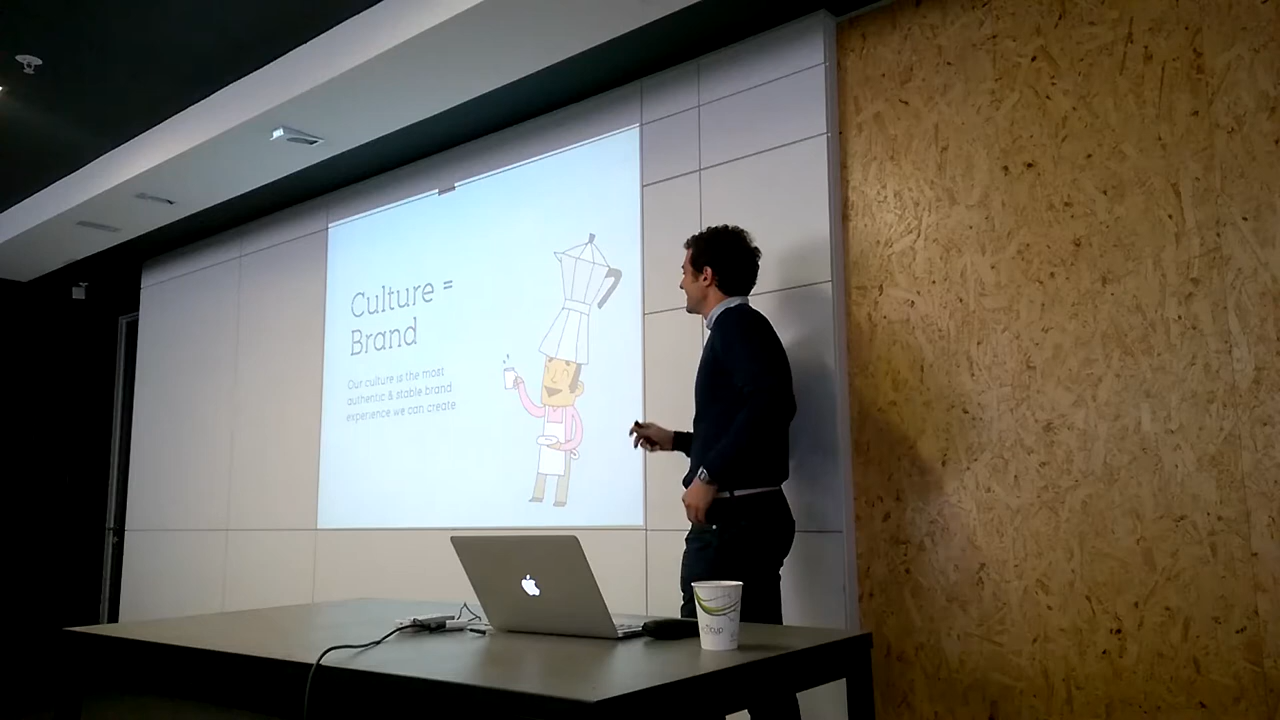 Culture =
Brand
Our culture is the most
authentic & stable brand
experience we can create